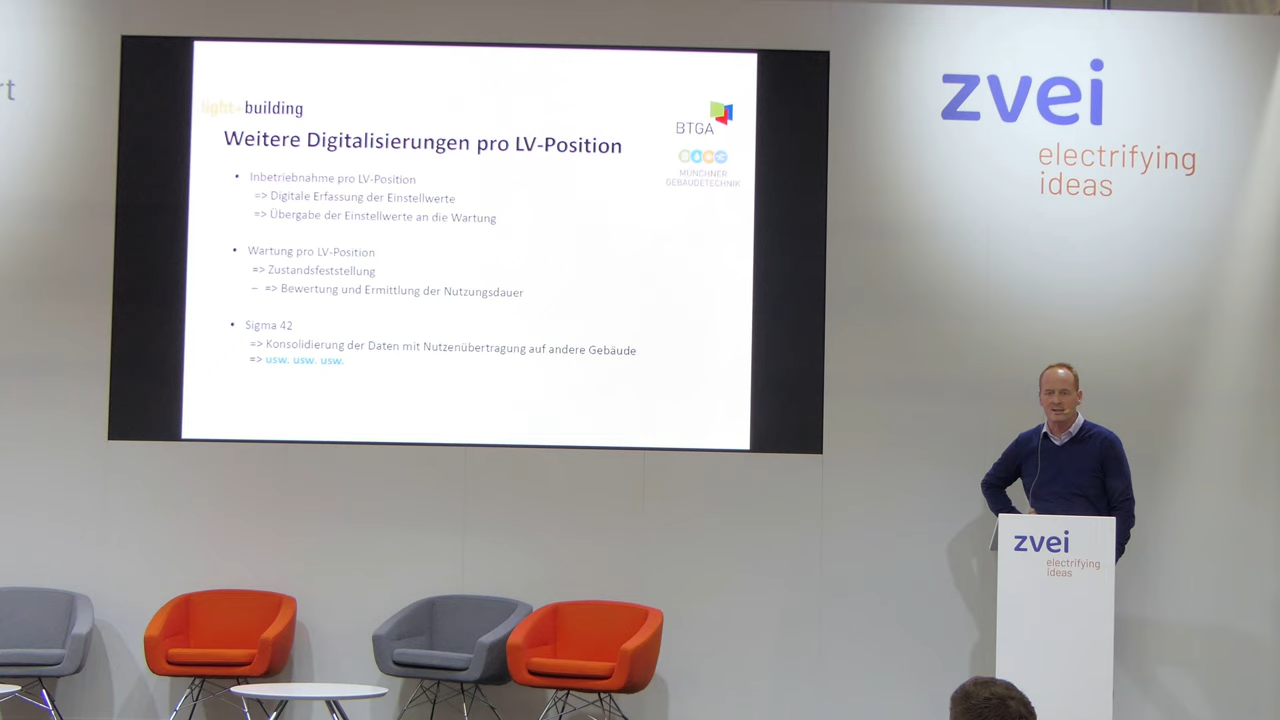 rt
light+building
Weitere Digitalisierungen pro LV-Position
BTGA
MÜNCHNER
GEBÄUDETECHNIK
• Inbetriebnahme pro LV-Position
=> Digitale Erfassung der Einstellwerte
=> Übergabe der Einstellwerte an die Wartung
• Wartung pro LV-Position
=> Zustandsfeststellung
– => Bewertung und Ermittlung der Nutzungsdauer
• Sigma 42
=> Konsolidierung der Daten mit Nutzenübertragung auf andere Gebäude
=> usw. usw. usw.
zvei
electrifying
ideas
zvei
electrifying
ideas